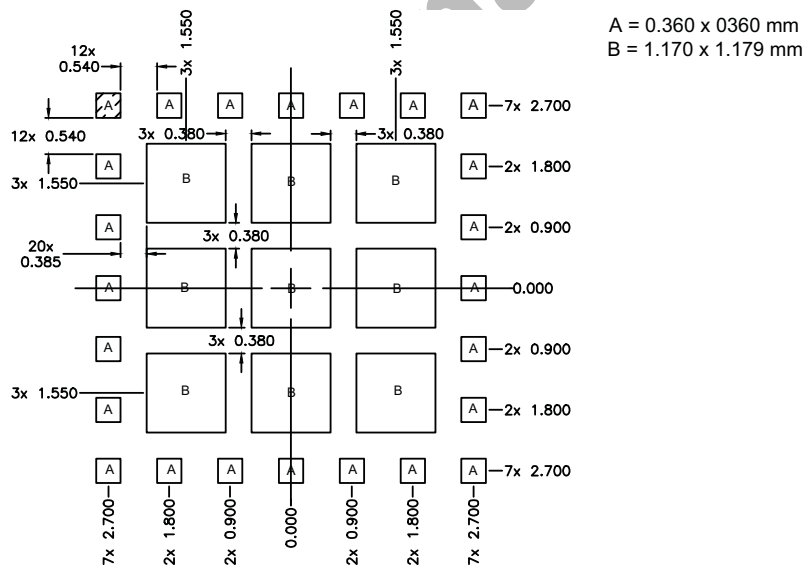 A = 0.360 x 0360 mm
B = 1.170 x 1.179 mm
12x
0.540
3x 1.550
3x 1.550
A
A
A
A
A
A
A
7x 2.700
12x 0.540
3x 0.380
3x 0.380
A
A
2x 1.800
3x 1.550
B
B
B
A
A
2x 0.900
3x 0.380
20x
0.385
A
B
B
B
A
0.000
3x 0.380
A
A
2x 0.900
3x 1.550
B
B
B
A
A
2x 1.800
A
A
A
A
A
A
A
7x 2.700
7x 2.700
2x 1.800
2x 0.900
0.000
2x 0.900
2x 1.800
7x 2.700